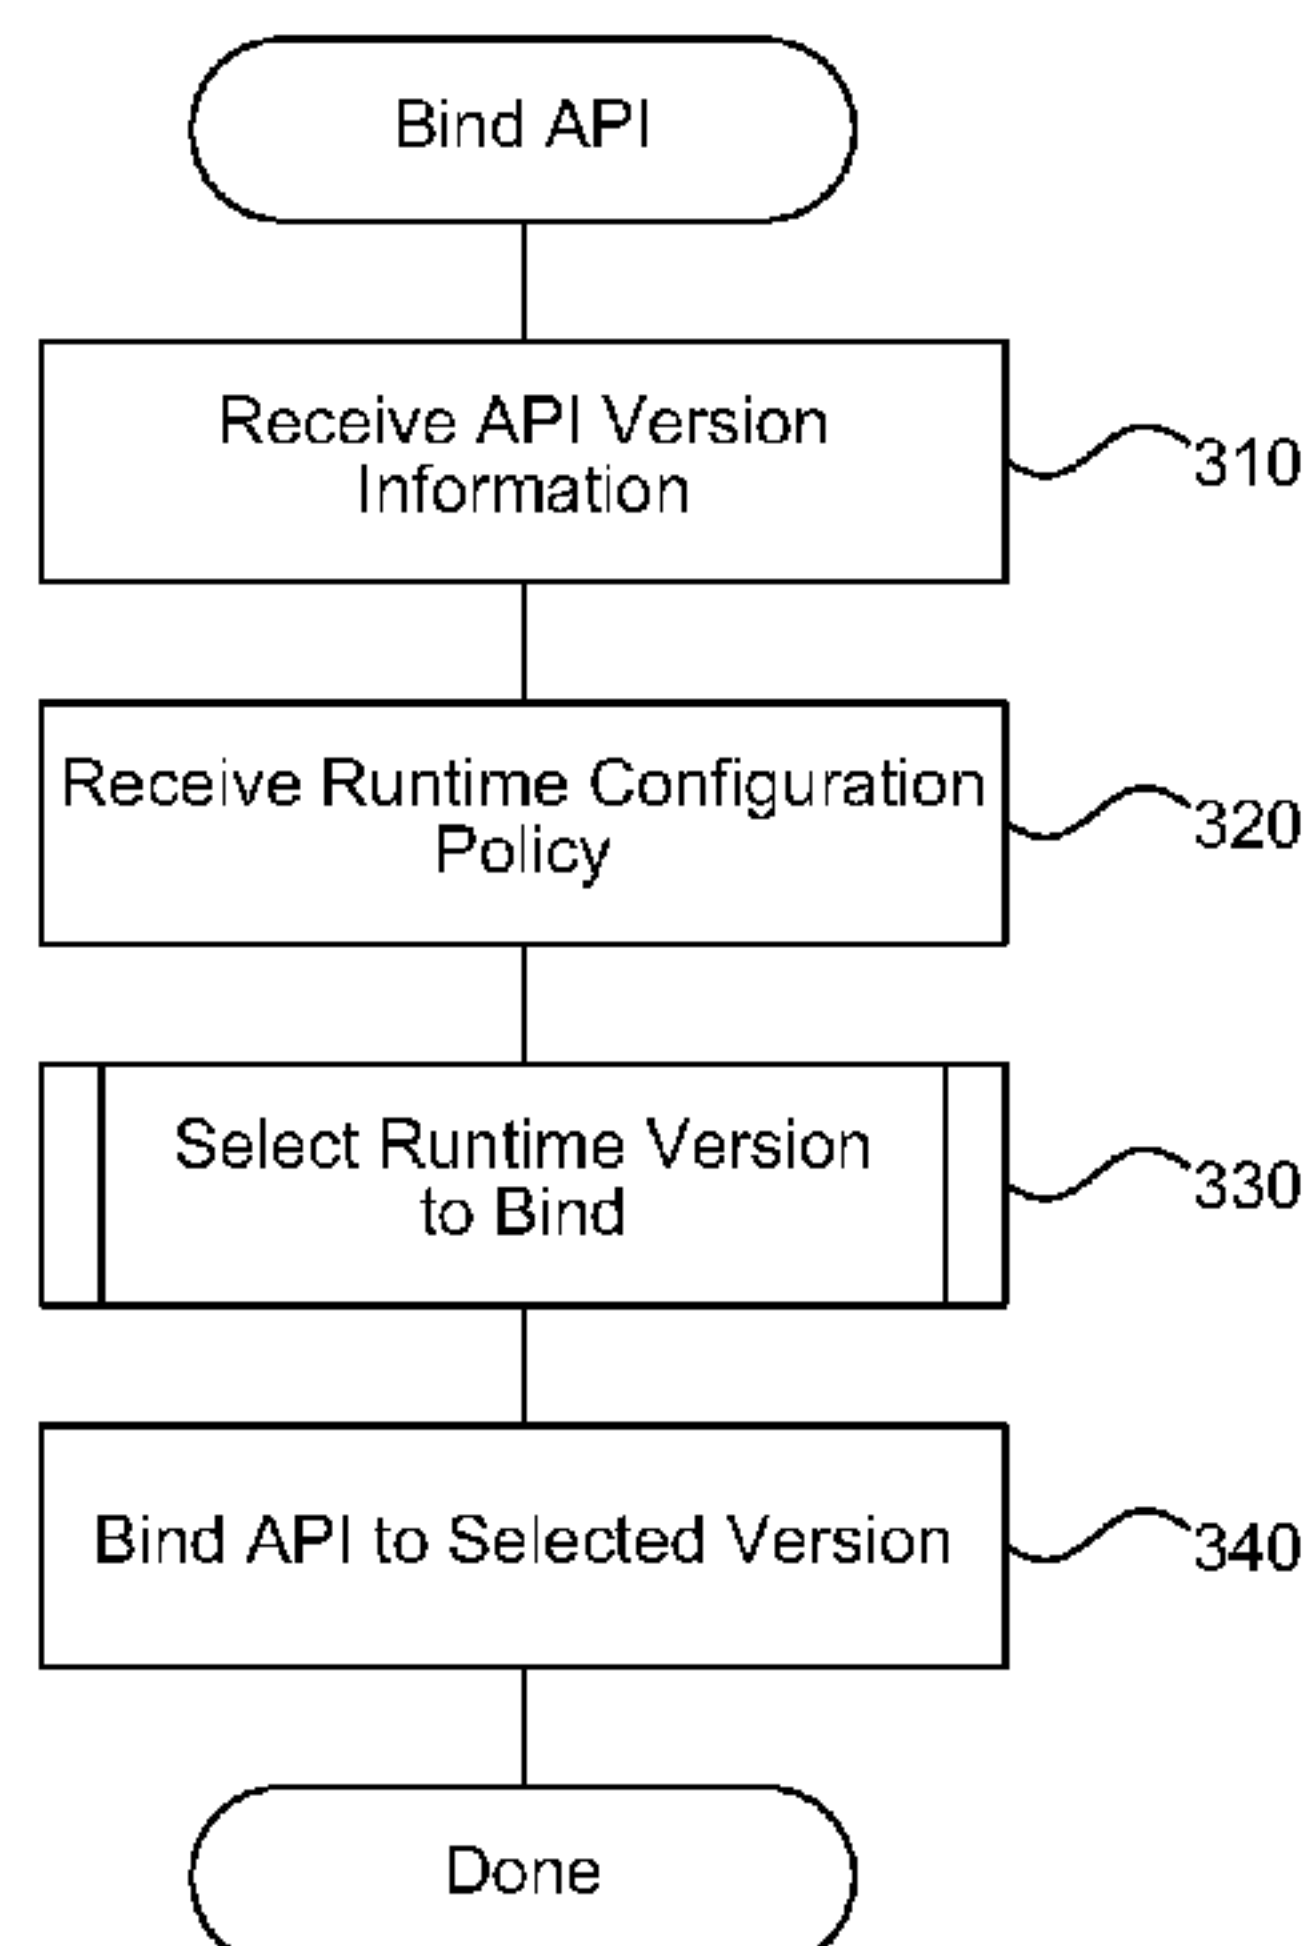 Bind API
Receive API Version
Information
310
Receive Runtime Configuration
Policy
320
Select Runtime Version
to Bind
330
Bind API to Selected Version
340
Done